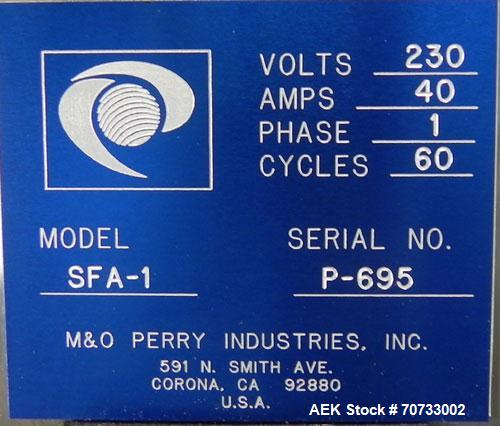 VOLTS 230
AMPS 40
PHASE 1
CYCLES 60
MODEL SERIAL NO.
SFA-1 P-695
M&O PERRY INDUSTRIES, INC.
591 N. SMITH AVE.
CORONA, CA 92880
U.S.A.
AEK Stock # 70733002